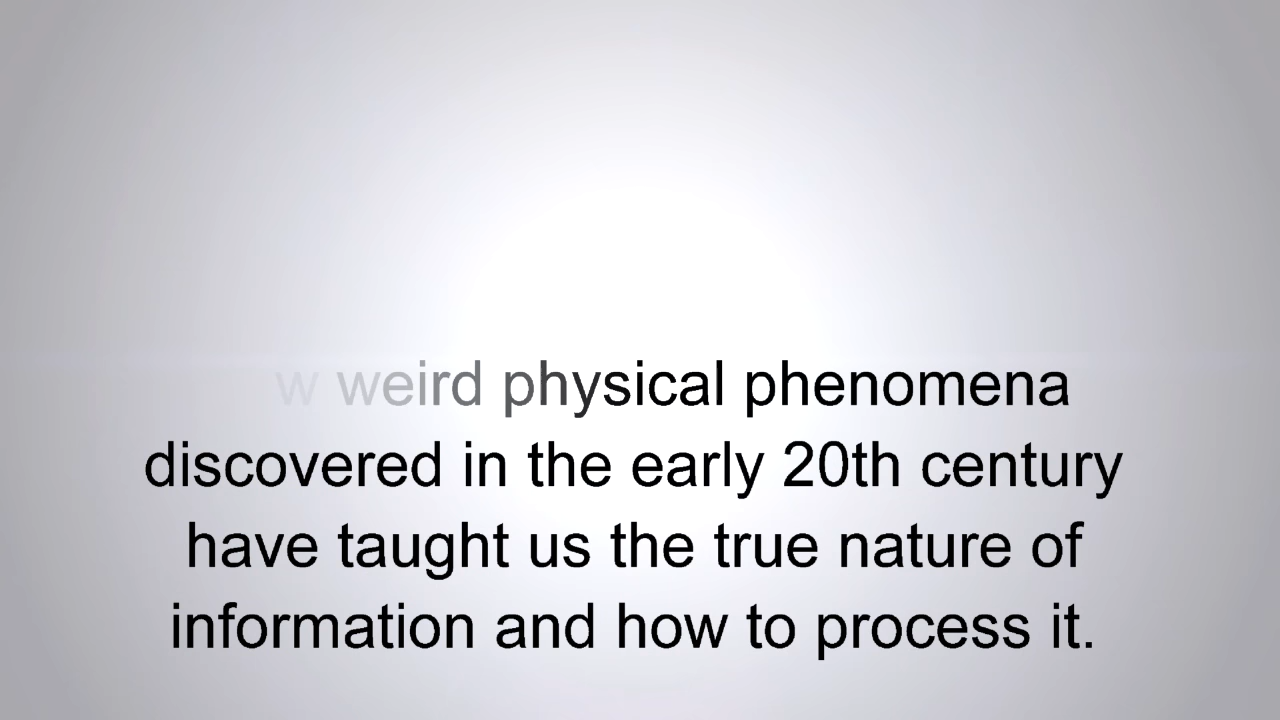 w weird physical phenomena
discovered in the early 20th century
have taught us the true nature of
information and how to process it.